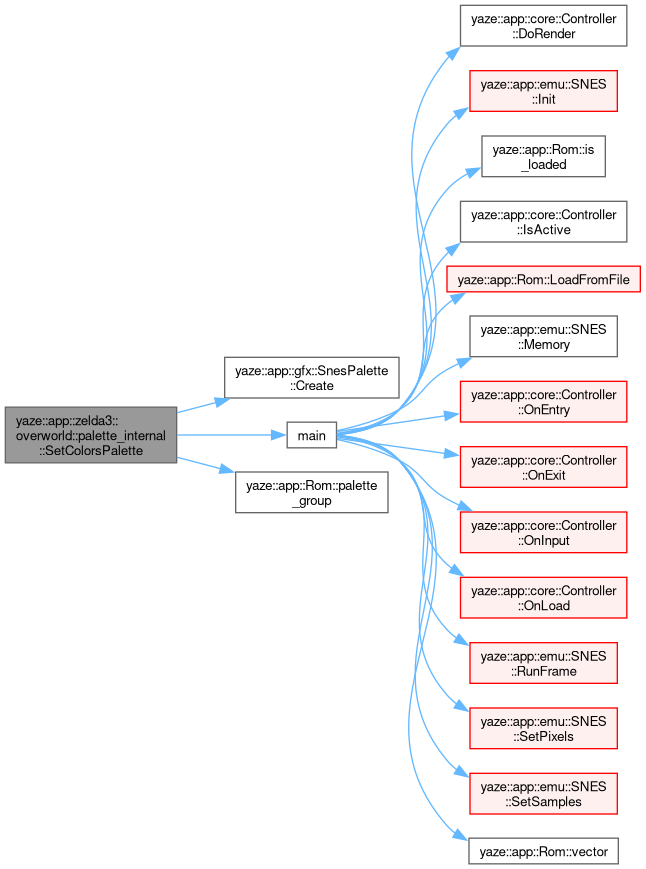 yaze::app::core::Controller
::DoRender
yaze::app::emu::SNES
::Init
yaze::app::Rom::is
_loaded
yaze::app::core::Controller
::IsActive
yaze::app::Rom::LoadFromFile
yaze::app::emu::SNES
::Memory
yaze::app::gfx::SnesPalette
::Create
yaze::app::core::Controller
::OnEntry
yaze::app::zelda3::
overworld::palette_internal
::SetColorsPalette
main
yaze::app::core::Controller
::OnExit
yaze::app::Rom::palette
_group
yaze::app::core::Controller
::OnInput
yaze::app::core::Controller
::OnLoad
yaze::app::emu::SNES
::RunFrame
yaze::app::emu::SNES
::SetPixels
yaze::app::emu::SNES
::SetSamples
yaze::app::Rom::vector